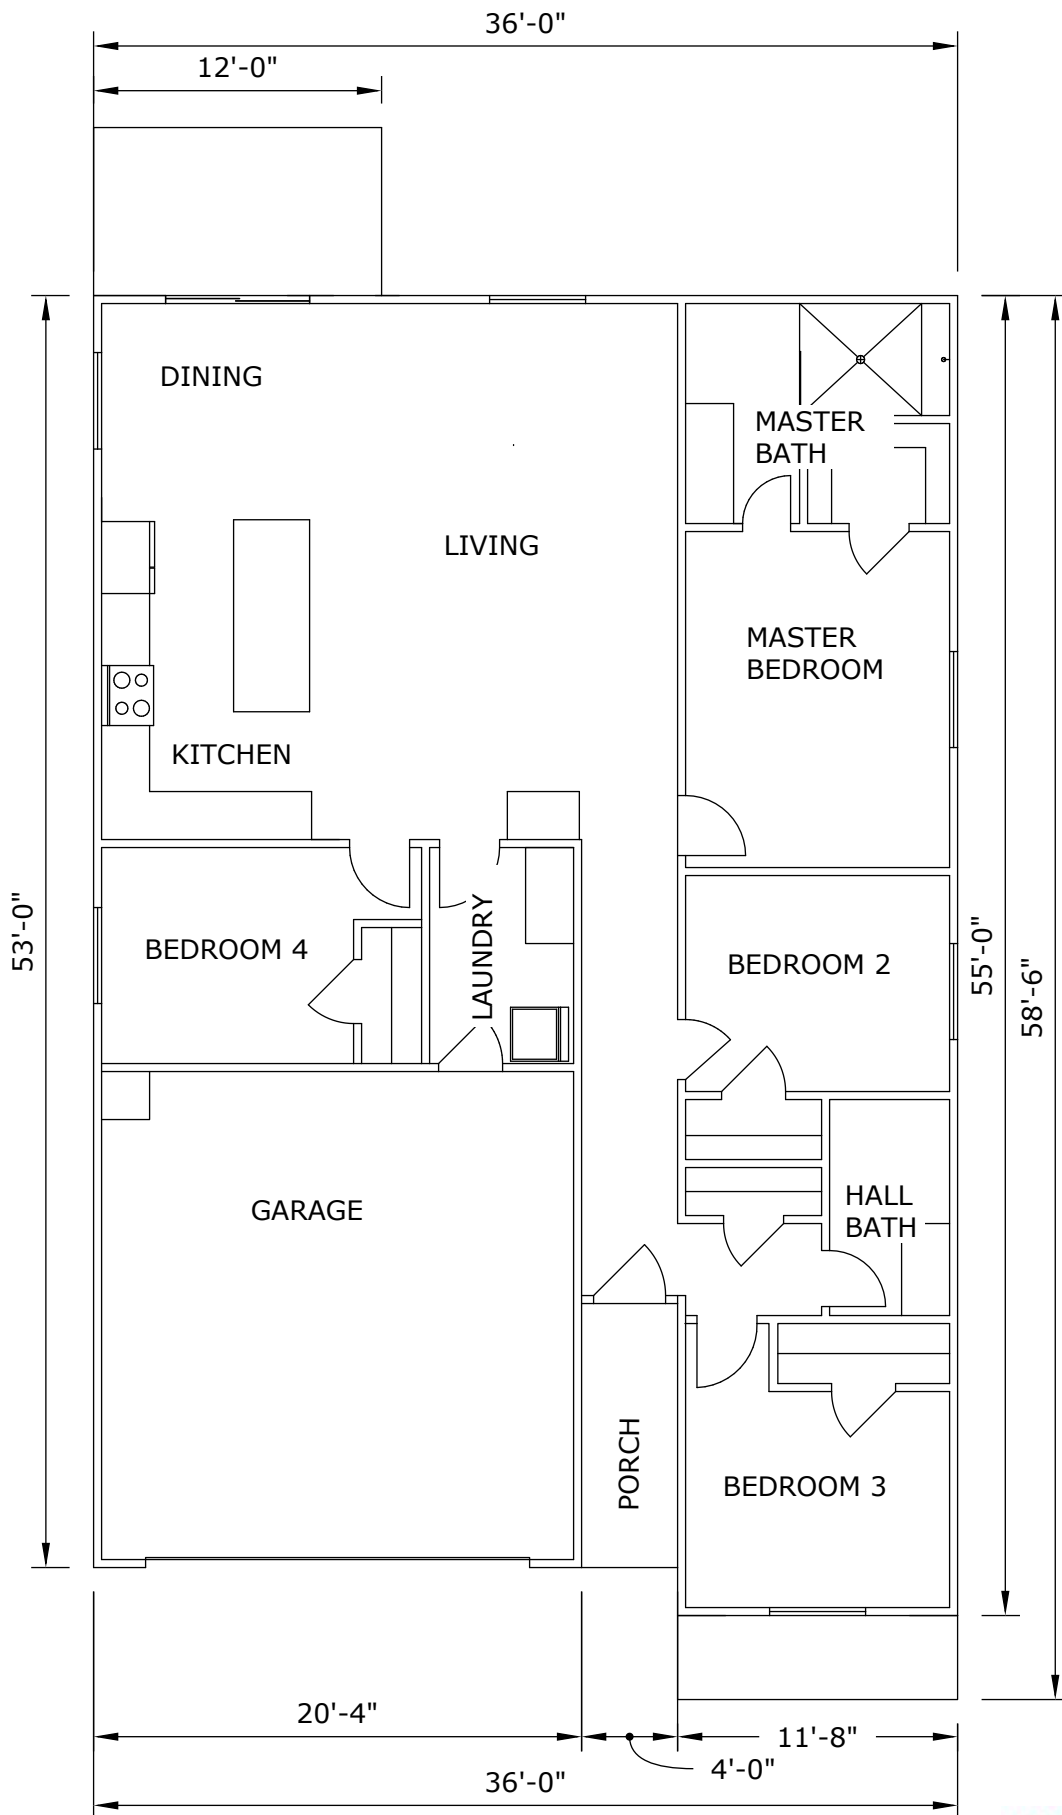 36'-0"
12'-0"
DINING
MASTER
BATH
LIVING
MASTER
BEDROOM
KITCHEN
53'-0"
BEDROOM 4
LAUNDRY
BEDROOM 2
55'-0"
58'-6"
GARAGE
HALL
BATH
PORCH
BEDROOM 3
20'-4"
4'-0"
11'-8"
36'-0"